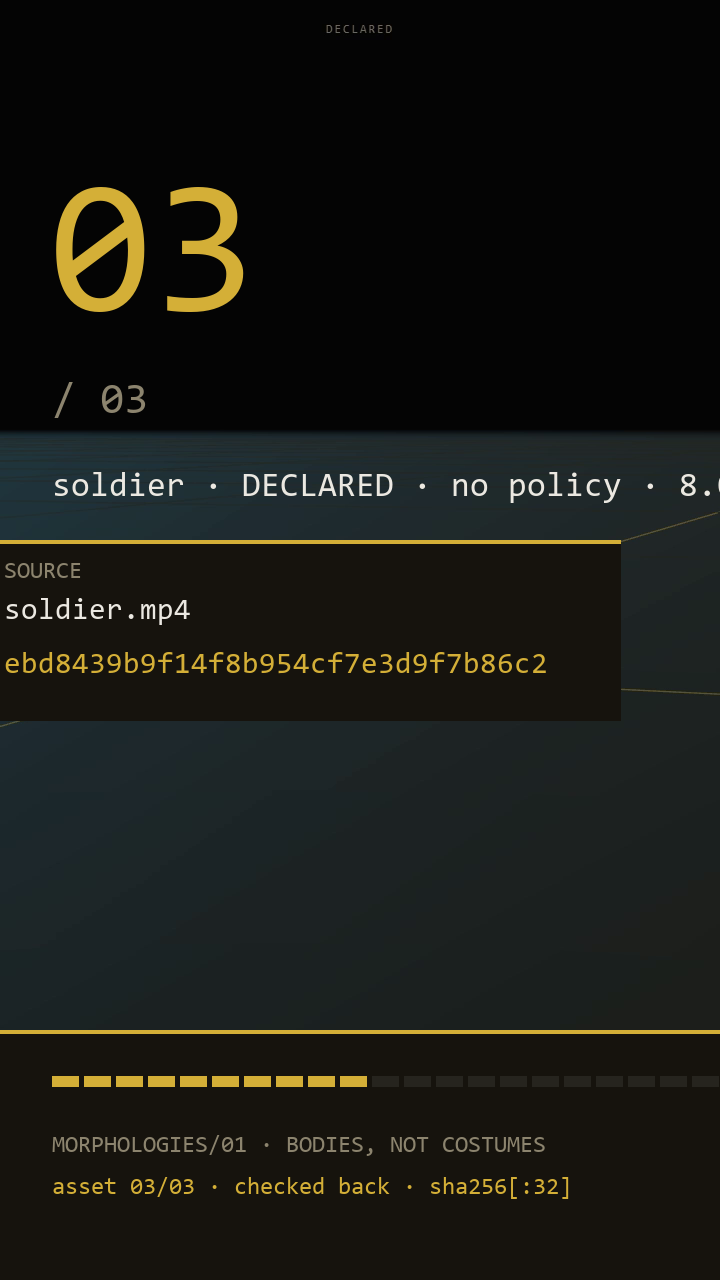 DECLARED
03
/ 03
soldier · DECLARED · no policy · 8.
SOURCE
soldier.mp4
ebd8439b9f14f8b954cf7e3d9f7b86c2
MORPHOLOGIES/01 · BODIES, NOT COSTUMES
asset 03/03 · checked back · sha256[:32]